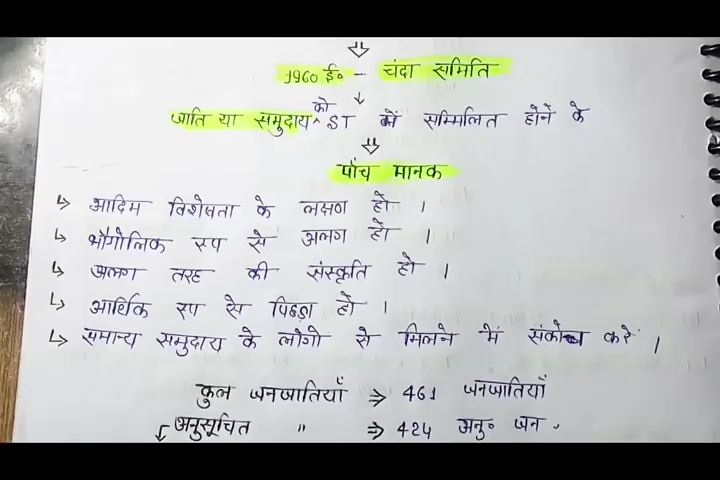 1960 ई० – चंदा समिति
जाति या समुदाय को ST में सम्मिलित होने के
पाँच मानक
↳ आदिम विशेषता के लक्षण हो ।
↳ भौगोलिक रूप से अलग हो ।
↳ अलग तरह की संस्कृति हो ।
↳ आर्थिक रूप से पिछड़ा हो ।
↳ समान्य समुदाय के लोगो से मिलने में संकोच करें ।
कुल जनजातियाँ ⇒ 461 जनजातियाँ
अनुसूचित " ⇒ 424 अनु० जन .